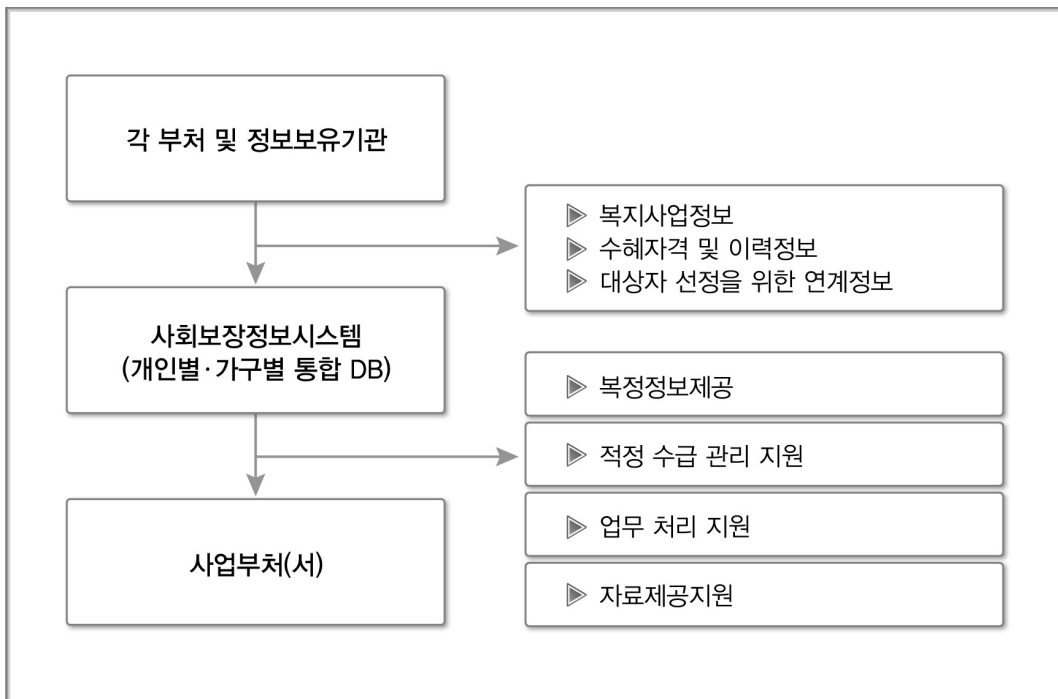 각 부처 및 정보보유기관
▶ 복지사업정보
▶ 수혜자격 및 이력정보
▶ 대상자 선정을 위한 연계정보
사회보장정보시스템
(개인별·가구별 통합 DB)
▶ 복정정보제공
▶ 적정 수급 관리 지원
▶ 업무 처리 지원
사업부처(서)
▶ 자료제공지원